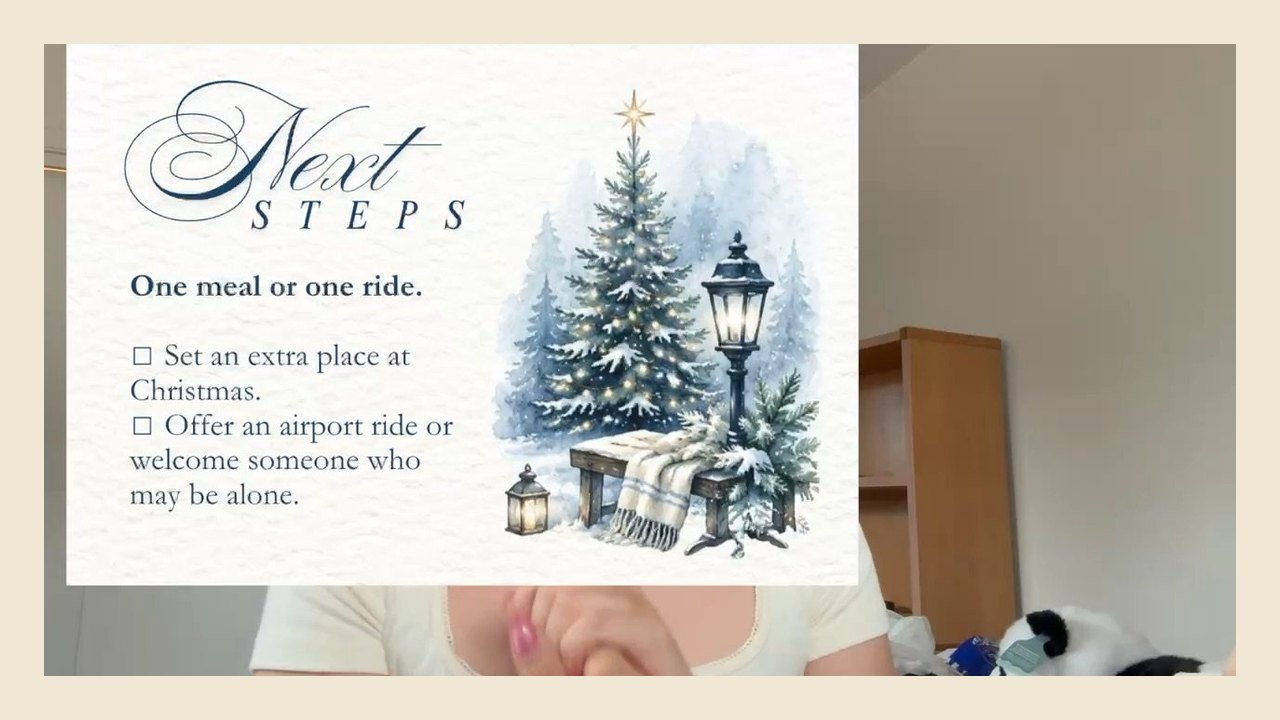 Next
STEPS
One meal or one ride.
☐ Set an extra place at
Christmas.
☐ Offer an airport ride or
welcome someone who
may be alone.